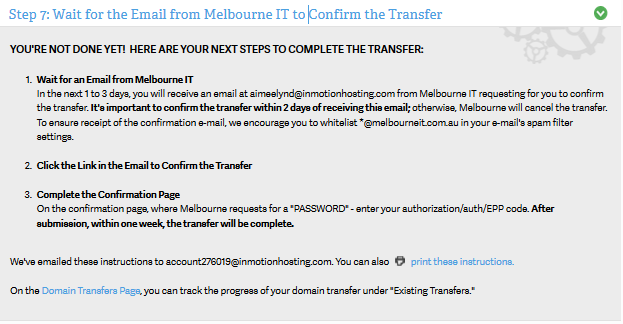 Step 7: Wait for the Email from Melbourne IT to Confirm the Transfer
YOU'RE NOT DONE YET! HERE ARE YOUR NEXT STEPS TO COMPLETE THE TRANSFER:
1. Wait for an Email from Melbourne IT
In the next 1 to 3 days, you will receive an email at aimeelynd@inmotionhosting.com from Melbourne IT requesting for you to confirm
the transfer. It's important to confirm the transfer within 2 days of receiving this email; otherwise, Melbourne will cancel the transfer.
To ensure receipt of the confirmation e-mail, we encourage you to whitelist *@melbourneit.com.au in your e-mail's spam filter
settings.
2. Click the Link in the Email to Confirm the Transfer
3. Complete the Confirmation Page
On the confirmation page, where Melbourne requests for a "PASSWORD" - enter your authorization/auth/EPP code. After
submission, within one week, the transfer will be complete.
We've emailed these instructions to account276019@inmotionhosting.com. You can also print these instructions.
On the Domain Transfers Page, you can track the progress of your domain transfer under "Existing Transfers."